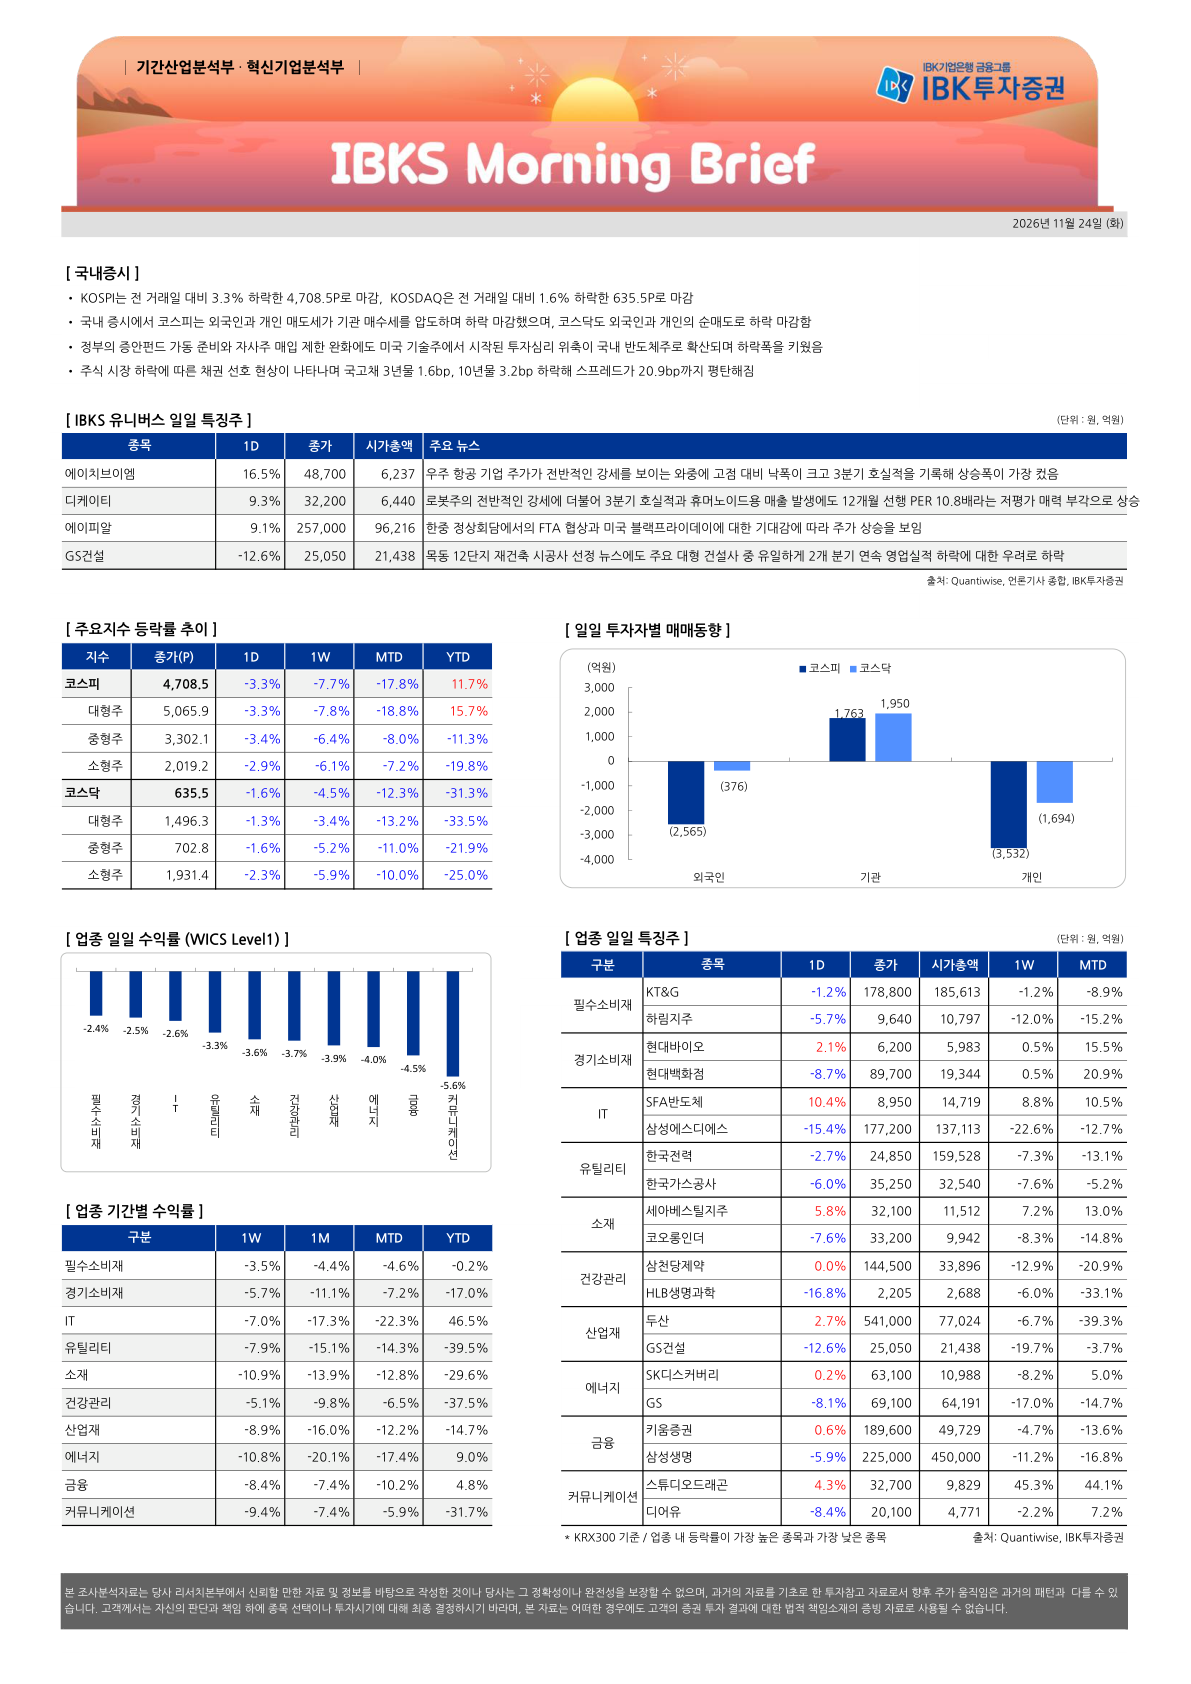 기간산업분석부 · 혁신기업분석부
IBK기업은행 금융그룹
IBK투자증권
IBKS Morning Brief
2026년 11월 24일 (화)
[ 국내증시 ]
• KOSPI는 전 거래일 대비 3.3% 하락한 4,708.5P로 마감, KOSDAQ은 전 거래일 대비 1.6% 하락한 635.5P로 마감
• 국내 증시에서 코스피는 외국인과 개인 매도세가 기관 매수세를 압도하며 하락 마감했으며, 코스닥도 외국인과 개인의 순매도로 하락 마감함
• 정부의 증안펀드 가동 준비와 자사주 매입 제한 완화에도 미국 기술주에서 시작된 투자심리 위축이 국내 반도체주로 확산되며 하락폭을 키웠음
• 주식 시장 하락에 따른 채권 선호 현상이 나타나며 국고채 3년물 1.6bp, 10년물 3.2bp 하락해 스프레드가 20.9bp까지 평탄해짐
[ IBKS 유니버스 일일 특징주 ]
(단위 : 원, 억원)
종목 1D 종가 시가총액 주요 뉴스
에이치브이엠 16.5% 48,700 6,237 우주 항공 기업 주가가 전반적인 강세를 보이는 와중에 고점 대비 낙폭이 크고 3분기 호실적을 기록해 상승폭이 가장 컸음
디케이티 9.3% 32,200 6,440 로봇주의 전반적인 강세에 더불어 3분기 호실적과 휴머노이드용 매출 발생에도 12개월 선행 PER 10.8배라는 저평가 매력 부각으로 상승
에이피알 9.1% 257,000 96,216 한중 정상회담에서의 FTA 협상과 미국 블랙프라이데이에 대한 기대감에 따라 주가 상승을 보임
GS건설 -12.6% 25,050 21,438 목동 12단지 재건축 시공사 선정 뉴스에도 주요 대형 건설사 중 유일하게 2개 분기 연속 영업실적 하락에 대한 우려로 하락
출처: Quantiwise, 언론기사 종합, IBK투자증권
[ 주요지수 등락률 추이 ]
지수 종가(P) 1D 1W MTD YTD
코스피 4,708.5 -3.3% -7.7% -17.8% 11.7%
대형주 5,065.9 -3.3% -7.8% -18.8% 15.7%
중형주 3,302.1 -3.4% -6.4% -8.0% -11.3%
소형주 2,019.2 -2.9% -6.1% -7.2% -19.8%
코스닥 635.5 -1.6% -4.5% -12.3% -31.3%
대형주 1,496.3 -1.3% -3.4% -13.2% -33.5%
중형주 702.8 -1.6% -5.2% -11.0% -21.9%
소형주 1,931.4 -2.3% -5.9% -10.0% -25.0%
[ 일일 투자자별 매매동향 ]
(억원)
코스피 코스닥
3,000
2,000
1,000
0
-1,000
-2,000
-3,000
-4,000
(2,565)
(376)
1,763
1,950
(3,532)
(1,694)
외국인 기관 개인
[ 업종 일일 수익률 (WICS Level1) ]
-2.4% -2.5% -2.6% -3.3% -3.6% -3.7% -3.9% -4.0% -4.5% -5.6%
필수소비재 경기소비재 IT 유틸리티 소재 건강관리 산업재 에너지 금융 커뮤니케이션
[ 업종 기간별 수익률 ]
구분 1W 1M MTD YTD
필수소비재 -3.5% -4.4% -4.6% -0.2%
경기소비재 -5.7% -11.1% -7.2% -17.0%
IT -7.0% -17.3% -22.3% 46.5%
유틸리티 -7.9% -15.1% -14.3% -39.5%
소재 -10.9% -13.9% -12.8% -29.6%
건강관리 -5.1% -9.8% -6.5% -37.5%
산업재 -8.9% -16.0% -12.2% -14.7%
에너지 -10.8% -20.1% -17.4% 9.0%
금융 -8.4% -7.4% -10.2% 4.8%
커뮤니케이션 -9.4% -7.4% -5.9% -31.7%
[ 업종 일일 특징주 ]
(단위 : 원, 억원)
구분 종목 1D 종가 시가총액 1W MTD
필수소비재 KT&G -1.2% 178,800 185,613 -1.2% -8.9%
하림지주 -5.7% 9,640 10,797 -12.0% -15.2%
경기소비재 현대바이오 2.1% 6,200 5,983 0.5% 15.5%
현대백화점 -8.7% 89,700 19,344 0.5% 20.9%
IT SFA반도체 10.4% 8,950 14,719 8.8% 10.5%
삼성에스디에스 -15.4% 177,200 137,113 -22.6% -12.7%
유틸리티 한국전력 -2.7% 24,850 159,528 -7.3% -13.1%
한국가스공사 -6.0% 35,250 32,540 -7.6% -5.2%
소재 세아베스틸지주 5.8% 32,100 11,512 7.2% 13.0%
코오롱인더 -7.6% 33,200 9,942 -8.3% -14.8%
건강관리 삼천당제약 0.0% 144,500 33,896 -12.9% -20.9%
HLB생명과학 -16.8% 2,205 2,688 -6.0% -33.1%
산업재 두산 2.7% 541,000 77,024 -6.7% -39.3%
GS건설 -12.6% 25,050 21,438 -19.7% -3.7%
에너지 SK디스커버리 0.2% 63,100 10,988 -8.2% 5.0%
GS -8.1% 69,100 64,191 -17.0% -14.7%
금융 키움증권 0.6% 189,600 49,729 -4.7% -13.6%
삼성생명 -5.9% 225,000 450,000 -11.2% -16.8%
커뮤니케이션 스튜디오드래곤 4.3% 32,700 9,829 45.3% 44.1%
디어유 -8.4% 20,100 4,771 -2.2% 7.2%
* KRX300 기준 / 업종 내 등락률이 가장 높은 종목과 가장 낮은 종목
출처: Quantiwise, IBK투자증권
본 조사분석자료는 당사 리서치본부에서 신뢰할 만한 자료 및 정보를 바탕으로 작성한 것이나 당사는 그 정확성이나 완전성을 보장할 수 없으며, 과거의 자료를 기초로 한 투자참고 자료로서 향후 주가 움직임은 과거의 패턴과 다를 수 있
습니다. 고객께서는 자신의 판단과 책임 하에 종목 선택이나 투자시기에 대해 최종 결정하시기 바라며, 본 자료는 어떠한 경우에도 고객의 증권 투자 결과에 대한 법적 책임소재의 증빙 자료로 사용될 수 없습니다.